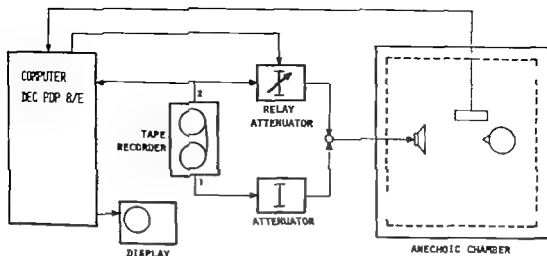 COMPUTER
DEC PDP 8/E
2
TAPE
RECORDER
1
RELAY
ATTENUATOR
ATTENUATOR
DISPLAY
ANECHOIC CHAMBER